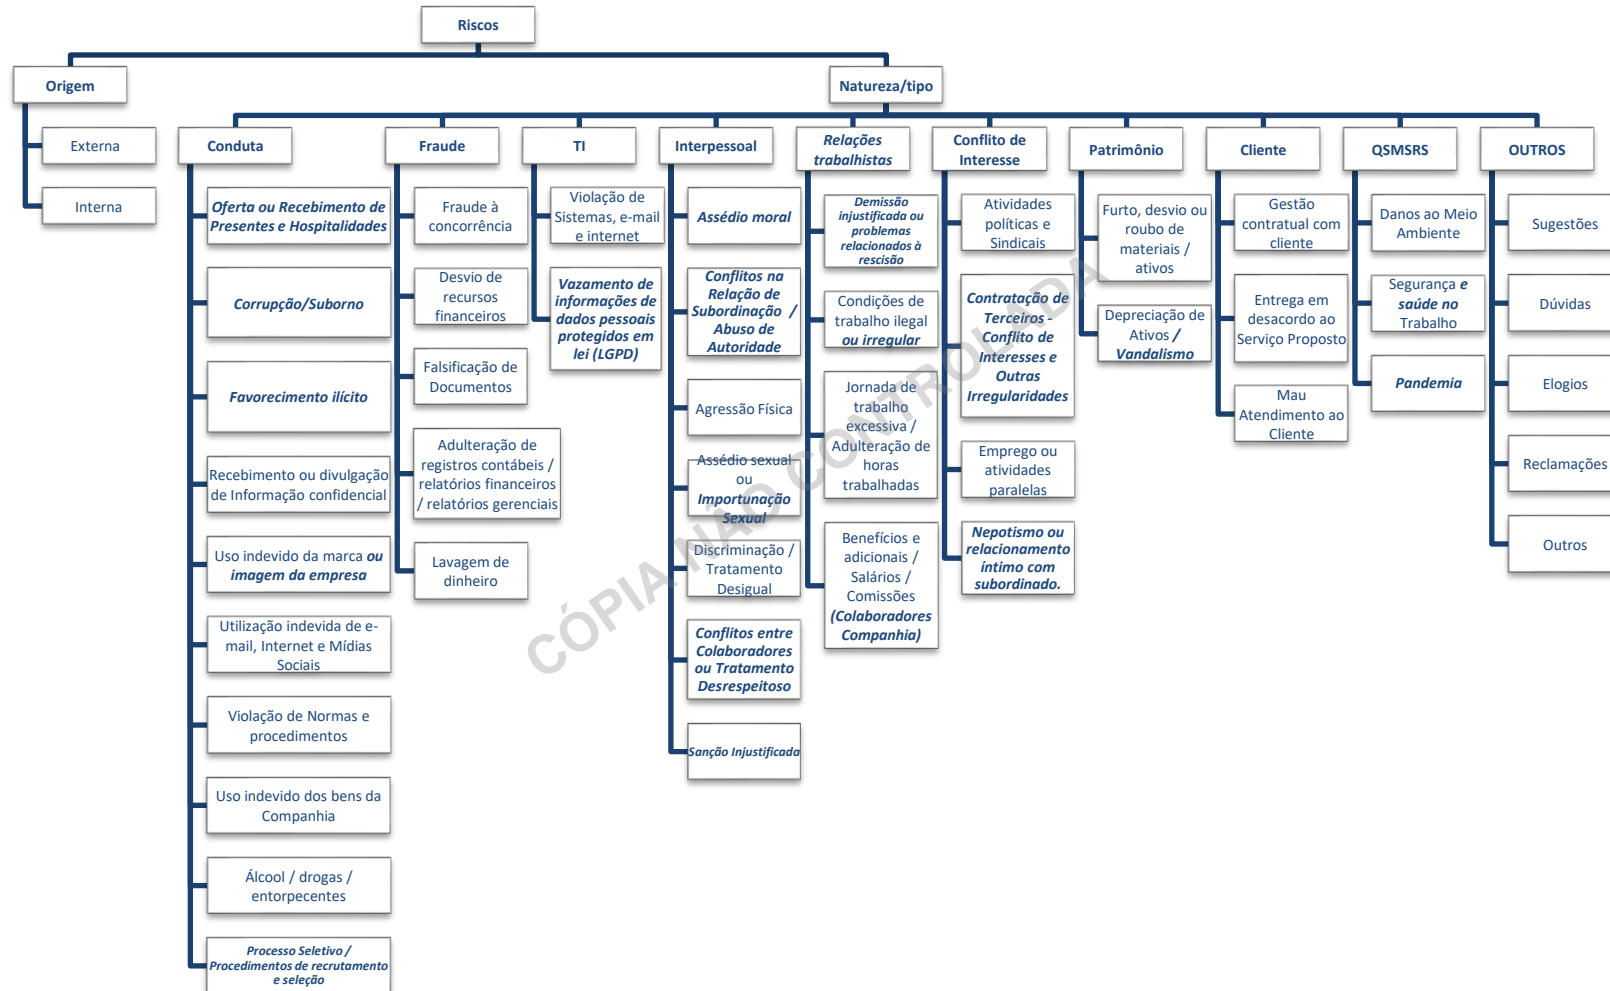 Riscos
Origem
Natureza/tipo
Externa
Interna
Conduta
Oferta ou Recebimento de
Presentes e Hospitalidades
Corrupção/Suborno
Favorecimento ilícito
Recebimento ou divulgação
de Informação confidencial
Uso indevido da marca ou
imagem da empresa
Utilização indevida de e-
mail, Internet e Mídias
Sociais
Violação de Normas e
procedimentos
Uso indevido dos bens da
Companhia
Álcool / drogas /
entorpecentes
Processo Seletivo /
Procedimentos de recrutamento
e seleção
Fraude
Fraude à
concorrência
Desvio de
recursos
financeiros
Falsificação de
Documentos
Adulteração de
registros contábeis /
relatórios financeiros
/ relatórios gerenciais
Lavagem de
dinheiro
TI
Violação de
Sistemas, e-mail
e internet
Vazamento de
informações de
dados pessoais
protegidos em
lei (LGPD)
Interpessoal
Assédio moral
Conflitos na
Relação de
Subordinação /
Abuso de
Autoridade
Agressão Física
Assédio sexual
ou
Importunação
Sexual
Discriminação /
Tratamento
Desigual
Conflitos entre
Colaboradores
ou Tratamento
Desrespeitoso
Sanção Injustificada
Relações
trabalhistas
Demissão
injustificada ou
problemas
relacionados à
rescisão
Condições de
trabalho ilegal
ou irregular
Jornada de
trabalho
excessiva /
Adulteração de
horas
trabalhadas
Benefícios e
adicionais /
Salários /
Comissões
(Colaboradores
Companhia)
Conflito de
Interesse
Atividades
políticas e
Sindicais
Contratação de
Terceiros -
Conflito de
Interesses e
Outras
Irregularidades
Emprego ou
atividades
paralelas
Nepotismo ou
relacionamento
íntimo com
subordinado.
Patrimônio
Furto, desvio ou
roubo de
materiais /
ativos
Depreciação de
Ativos /
Vandalismo
Cliente
Gestão
contratual com
cliente
Entrega em
desacordo ao
Serviço Proposto
Mau
Atendimento ao
Cliente
QSMSRS
Danos ao Meio
Ambiente
Segurança e
saúde no
Trabalho
Pandemia
OUTROS
Sugestões
Dúvidas
Elogios
Reclamações
Outros
CÓPIA NÃO CONTROLADA